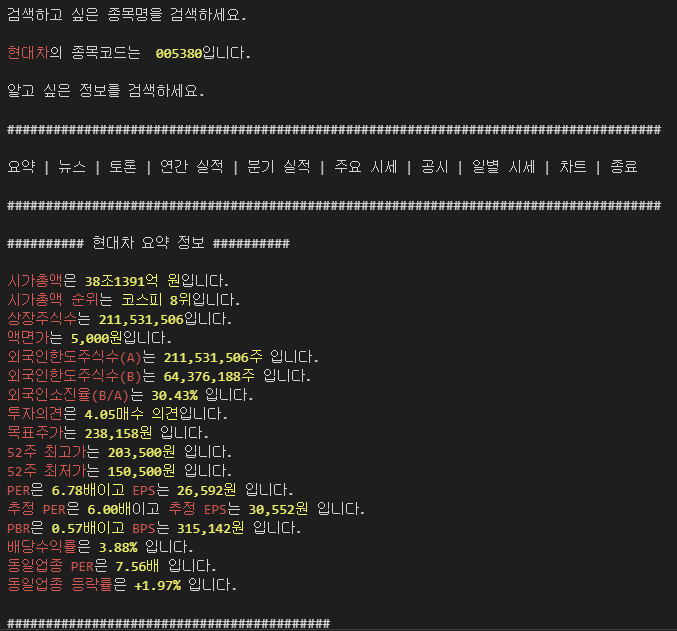 검색하고 싶은 종목명을 검색하세요.
현대차의 종목코드는 005380입니다.
알고 싶은 정보를 검색하세요.
#####################################################################################
요약 | 뉴스 | 토론 | 연간 실적 | 분기 실적 | 주요 시세 | 공시 | 일별 시세 | 차트 | 종료
#####################################################################################
########## 현대차 요약 정보 ##########
시가총액은 38조1391억 원입니다.
시가총액 순위는 코스피 8위입니다.
상장주식수는 211,531,506입니다.
액면가는 5,000원입니다.
외국인한도주식수(A)는 211,531,506주 입니다.
외국인한도주식수(B)는 64,376,188주 입니다.
외국인소진율(B/A)는 30.43% 입니다.
투자의견은 4.05매수 의견입니다.
목표주가는 238,158원 입니다.
52주 최고가는 203,500원 입니다.
52주 최저가는 150,500원 입니다.
PER은 6.78배이고 EPS는 26,592원 입니다.
추정 PER은 6.00배이고 추정 EPS는 30,552원 입니다.
PBR은 0.57배이고 BPS는 315,142원 입니다.
배당수익률은 3.88% 입니다.
동일업종 PER은 7.56배 입니다.
동일업종 등락률은 +1.97% 입니다.
##########################################